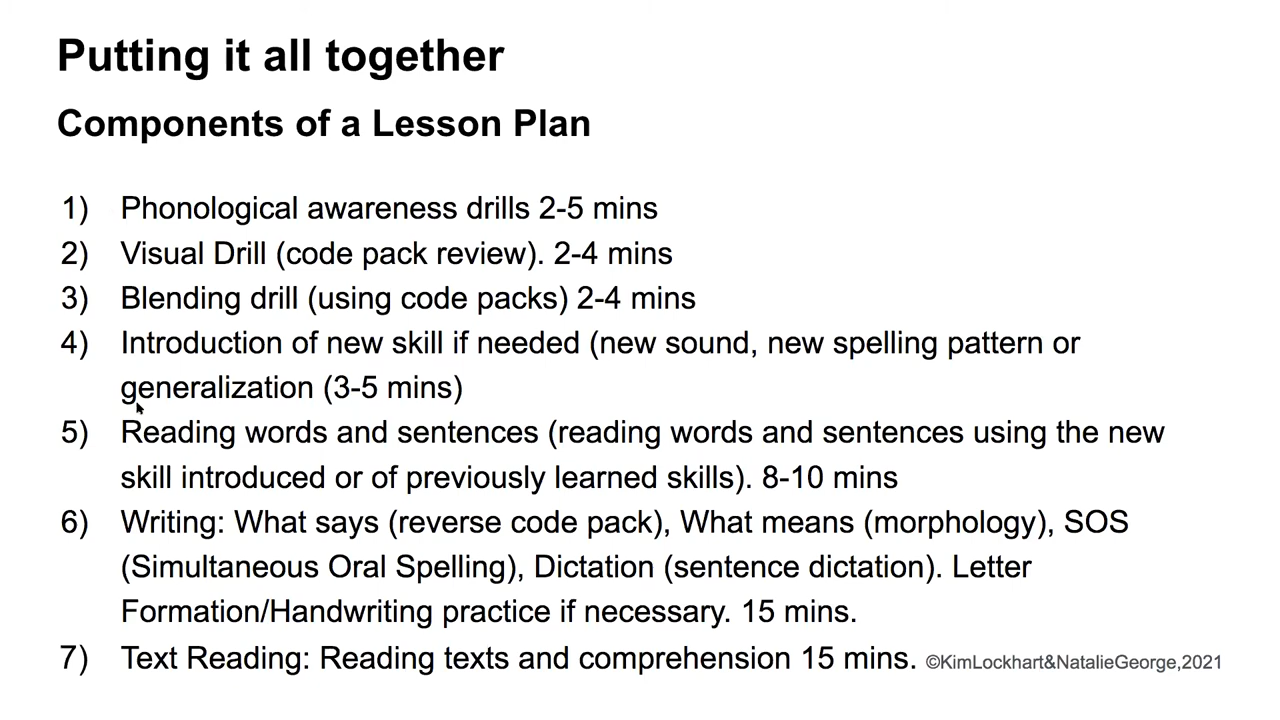 Putting it all together
Components of a Lesson Plan
1) Phonological awareness drills 2-5 mins
2) Visual Drill (code pack review). 2-4 mins
3) Blending drill (using code packs) 2-4 mins
4) Introduction of new skill if needed (new sound, new spelling pattern or
generalization (3-5 mins)
5) Reading words and sentences (reading words and sentences using the new
skill introduced or of previously learned skills). 8-10 mins
6) Writing: What says (reverse code pack), What means (morphology), SOS
(Simultaneous Oral Spelling), Dictation (sentence dictation). Letter
Formation/Handwriting practice if necessary. 15 mins.
7) Text Reading: Reading texts and comprehension 15 mins. ©KimLockhart&NatalieGeorge,2021